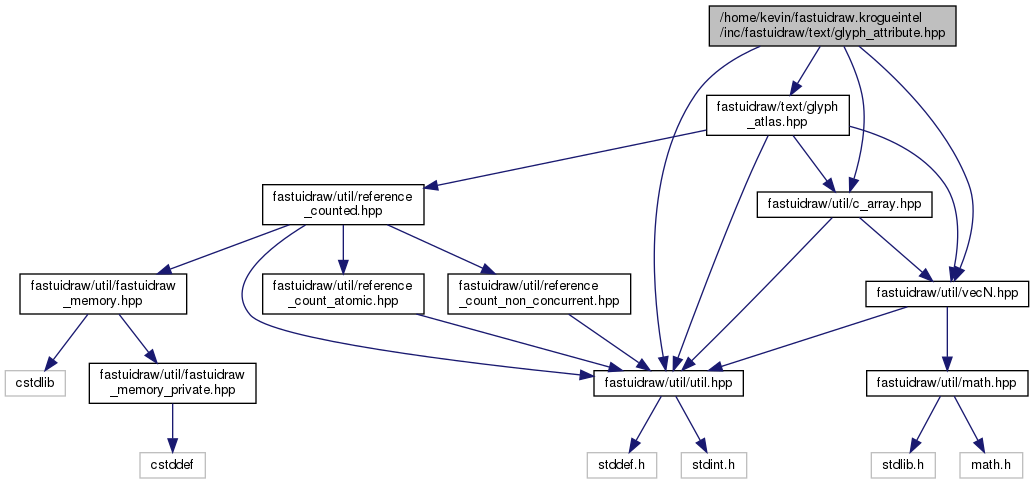 /home/kevin/fastuidraw.krogueintel
/inc/fastuidraw/text/glyph_attribute.hpp
fastuidraw/text/glyph
_atlas.hpp
fastuidraw/util/reference
_counted.hpp
fastuidraw/util/c_array.hpp
fastuidraw/util/fastuidraw
_memory.hpp
fastuidraw/util/reference
_count_atomic.hpp
fastuidraw/util/reference
_count_non_concurrent.hpp
fastuidraw/util/vecN.hpp
cstdlib
fastuidraw/util/fastuidraw
_memory_private.hpp
fastuidraw/util/util.hpp
fastuidraw/util/math.hpp
cstddef
stddef.h
stdint.h
stdlib.h
math.h